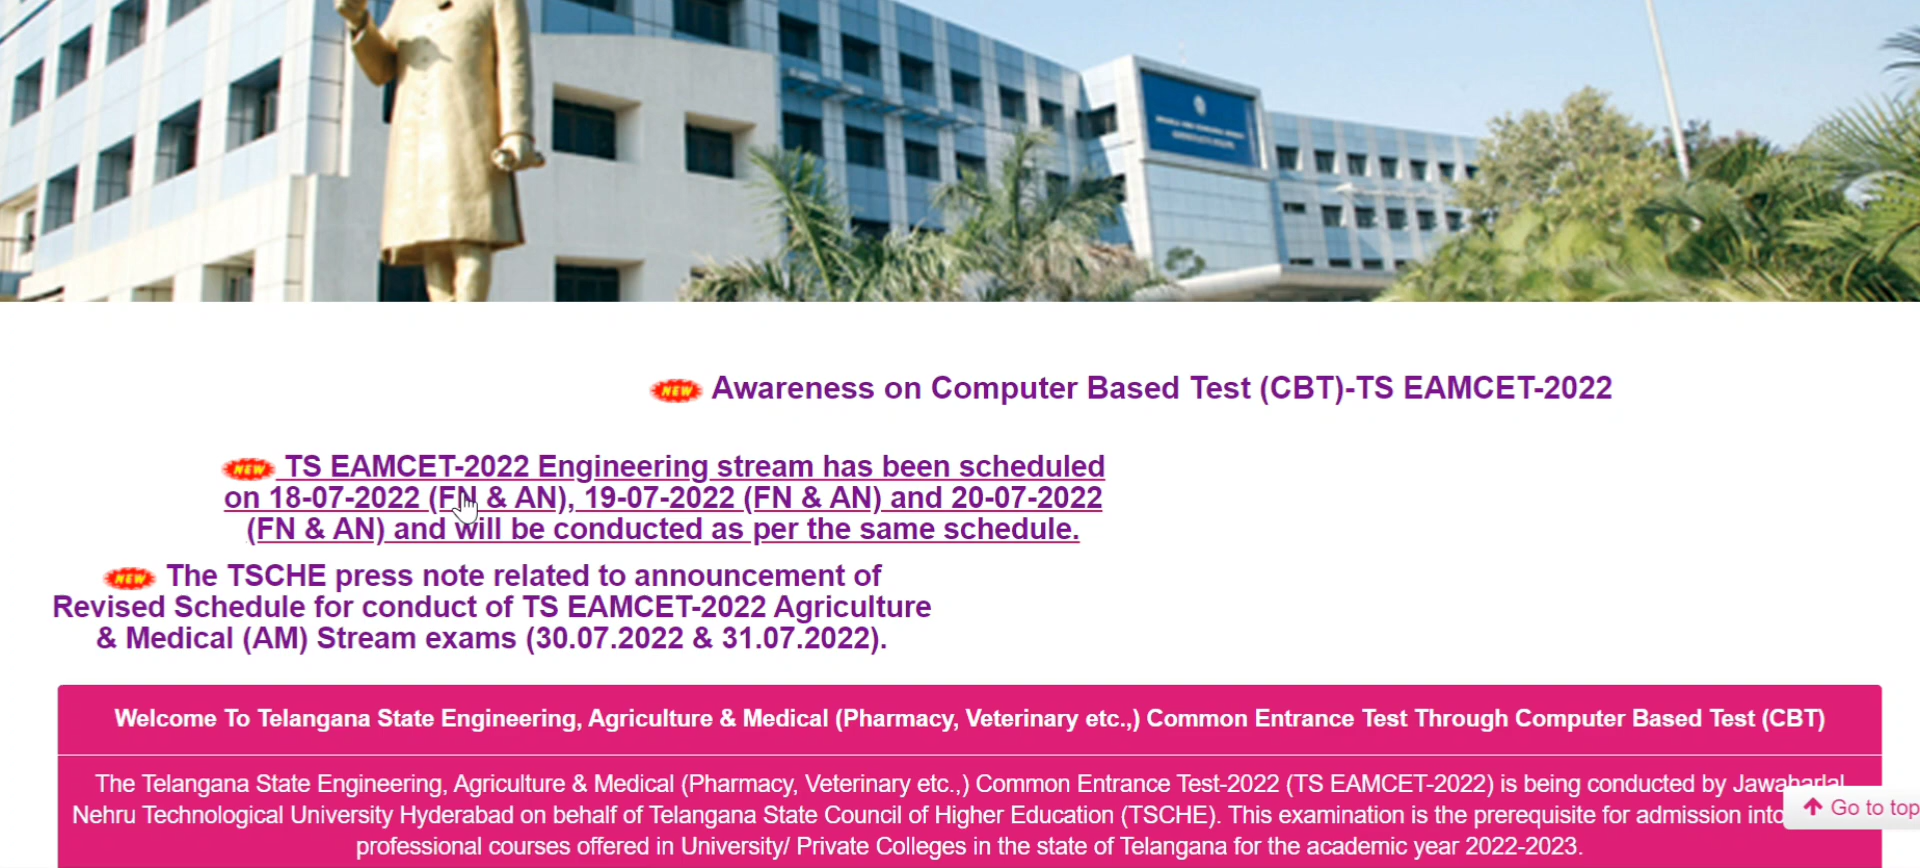 NEW Awareness on Computer Based Test (CBT)-TS EAMCET-2022
NEW TS EAMCET-2022 Engineering stream has been scheduled
on 18-07-2022 (FN & AN), 19-07-2022 (FN & AN) and 20-07-2022
(FN & AN) and will be conducted as per the same schedule.
NEW The TSCHE press note related to announcement of
Revised Schedule for conduct of TS EAMCET-2022 Agriculture
& Medical (AM) Stream exams (30.07.2022 & 31.07.2022).
Welcome To Telangana State Engineering, Agriculture & Medical (Pharmacy, Veterinary etc.,) Common Entrance Test Through Computer Based Test (CBT)
The Telangana State Engineering, Agriculture & Medical (Pharmacy, Veterinary etc.,) Common Entrance Test-2022 (TS EAMCET-2022) is being conducted by Jawaharlal
Nehru Technological University Hyderabad on behalf of Telangana State Council of Higher Education (TSCHE). This examination is the prerequisite for admission into
Go to top
professional courses offered in University/ Private Colleges in the state of Telangana for the academic year 2022-2023.